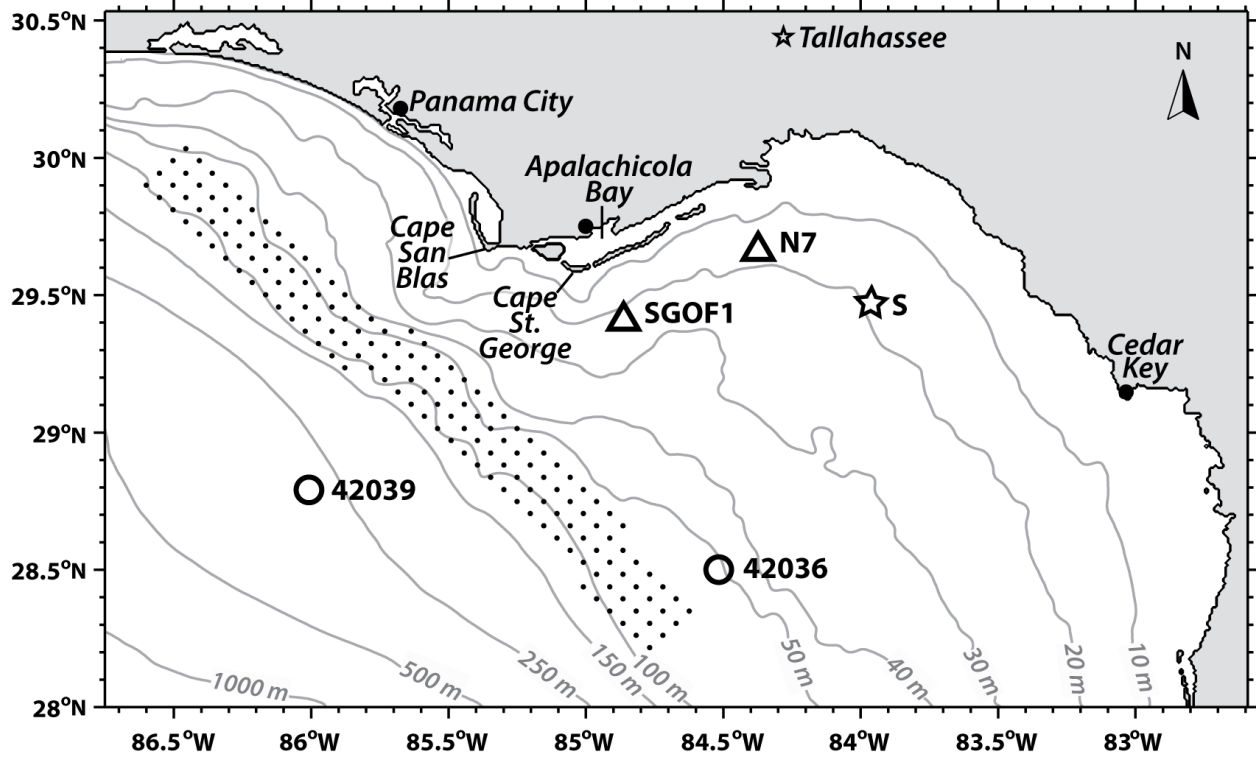 30.5°N
Tallahassee
N
Panama City
30°N
Apalachicola
Bay
Cape
San
Blas
N7
29.5°N
Cape
St.
George
SGOF1
S
Cedar
Key
29°N
42039
28.5°N
42036
1000 m
500 m
250 m
150 m
100 m
50 m
40 m
30 m
20 m
10 m
28°N
86.5°W
86°W
85.5°W
85°W
84.5°W
84°W
83.5°W
83°W